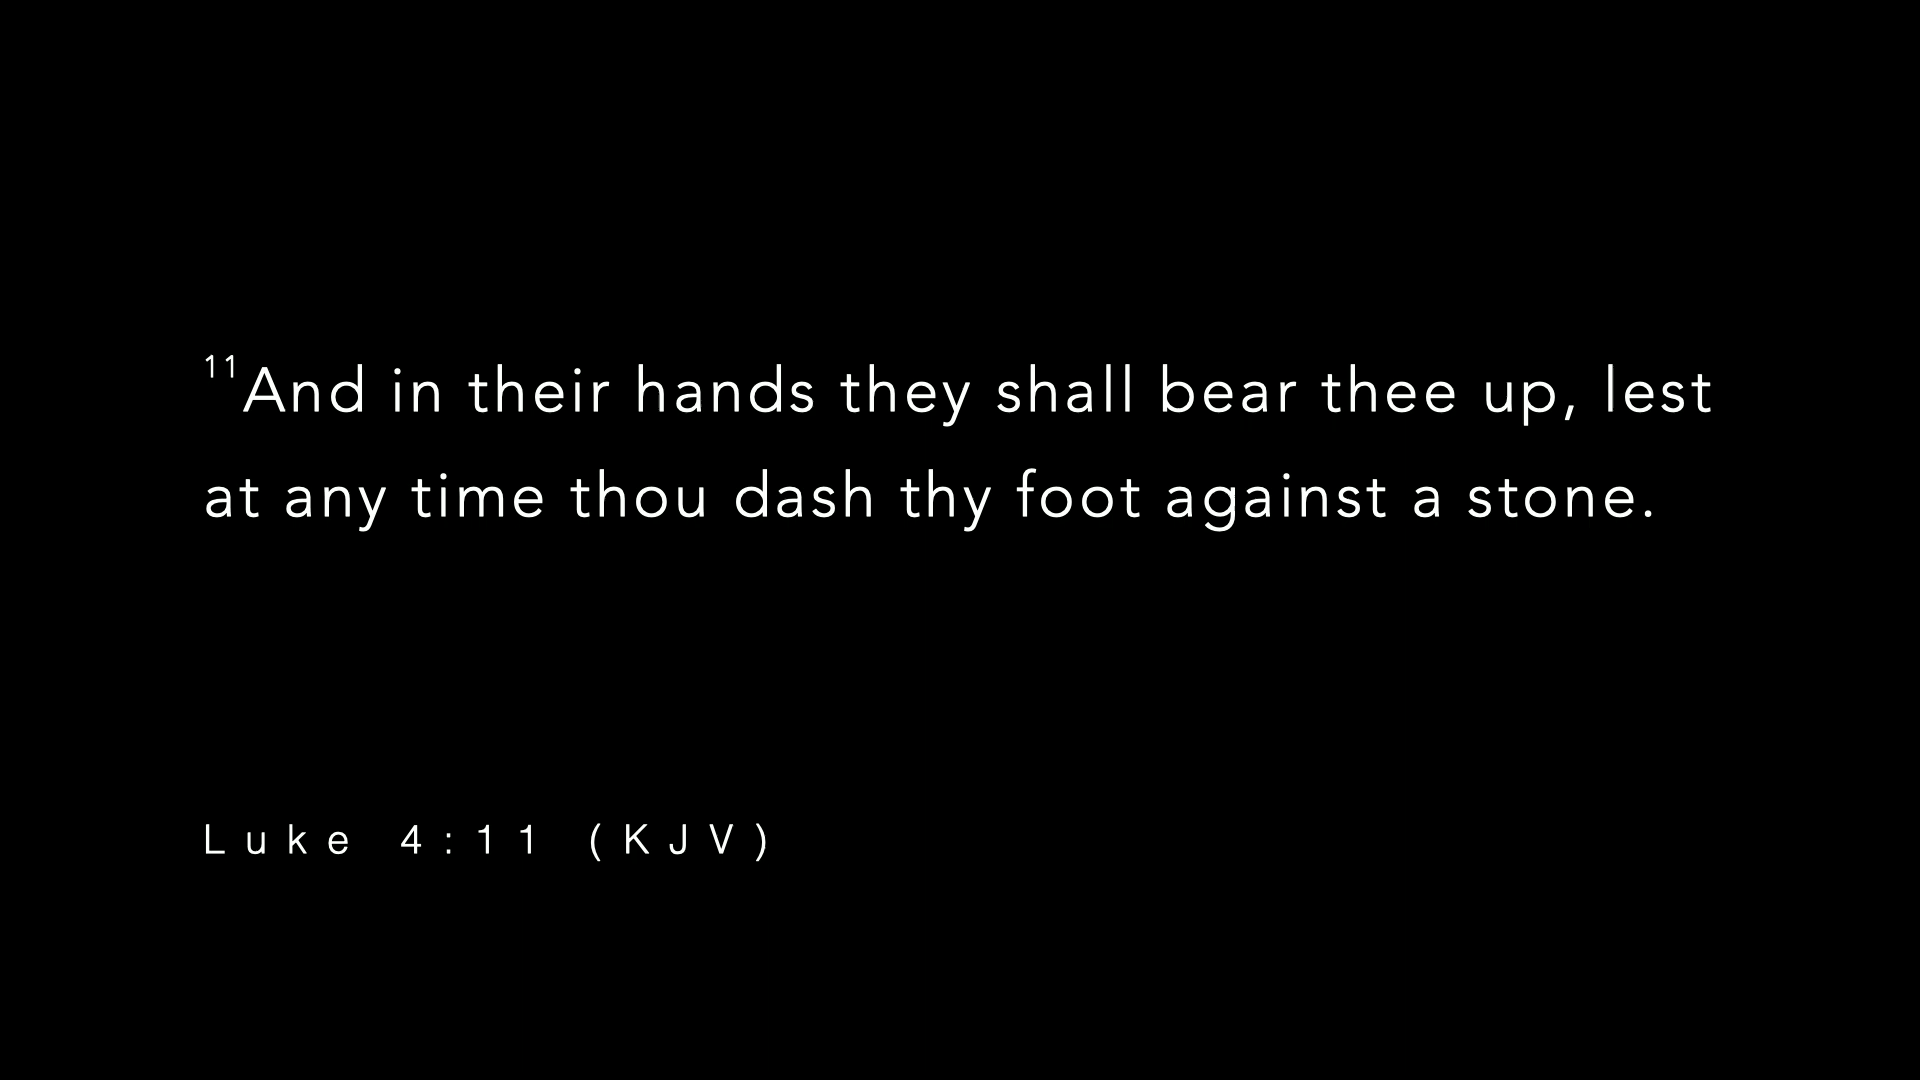 11And in their hands they shall bear thee up, lest
at any time thou dash thy foot against a stone.
Luke 4:11 (KJV)